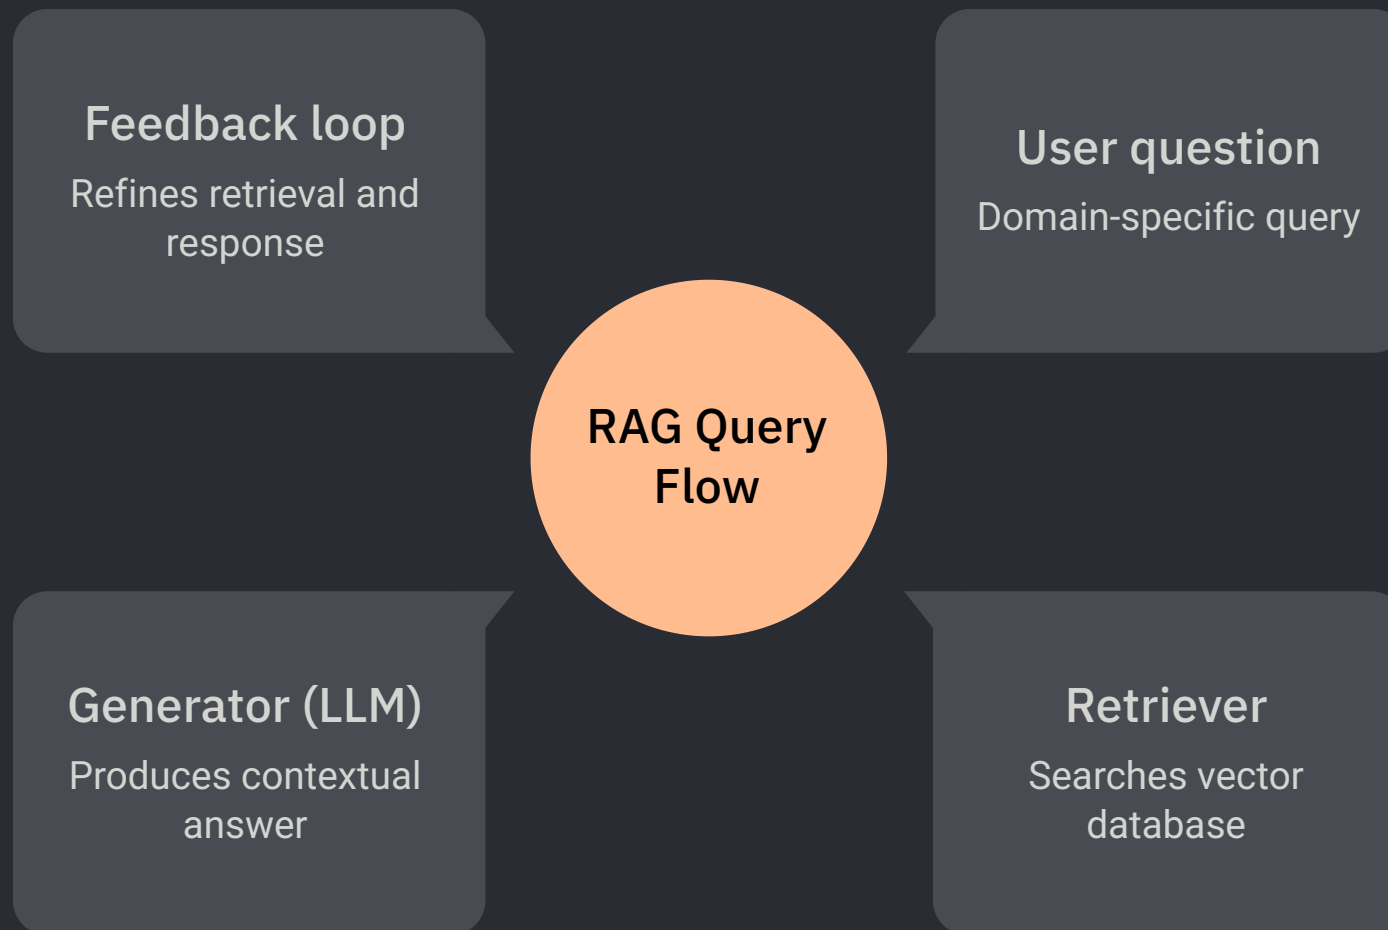 Feedback loop
Refines retrieval and
response
User question
Domain-specific query
RAG Query
Flow
Generator (LLM)
Produces contextual
answer
Retriever
Searches vector
database